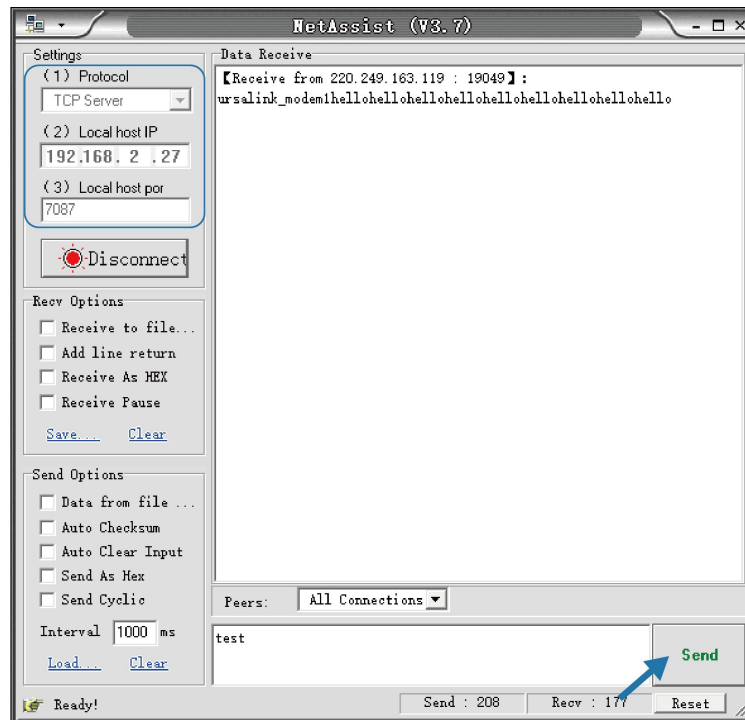 NetAssist (V3.7)
Settings
(1) Protocol
TCP Server
(2) Local host IP
192.168. 2 .27
(3) Local host por
7087
Disconnect
Recv Options
Receive to file...
Add line return
Receive As HEX
Receive Pause
Save... Clear
Send Options
Data from file ...
Auto Checksum
Auto Clear Input
Send As Hex
Send Cyclic
Interval 1000 ms
Load... Clear
Data Receive
【Receive from 220.249.163.119 : 19049】:
ursalink_modem1hellohellohellohellohellohellohellohellohello
Peers: All Connections
test
Send
Ready!
Send : 208
Recv : 177
Reset